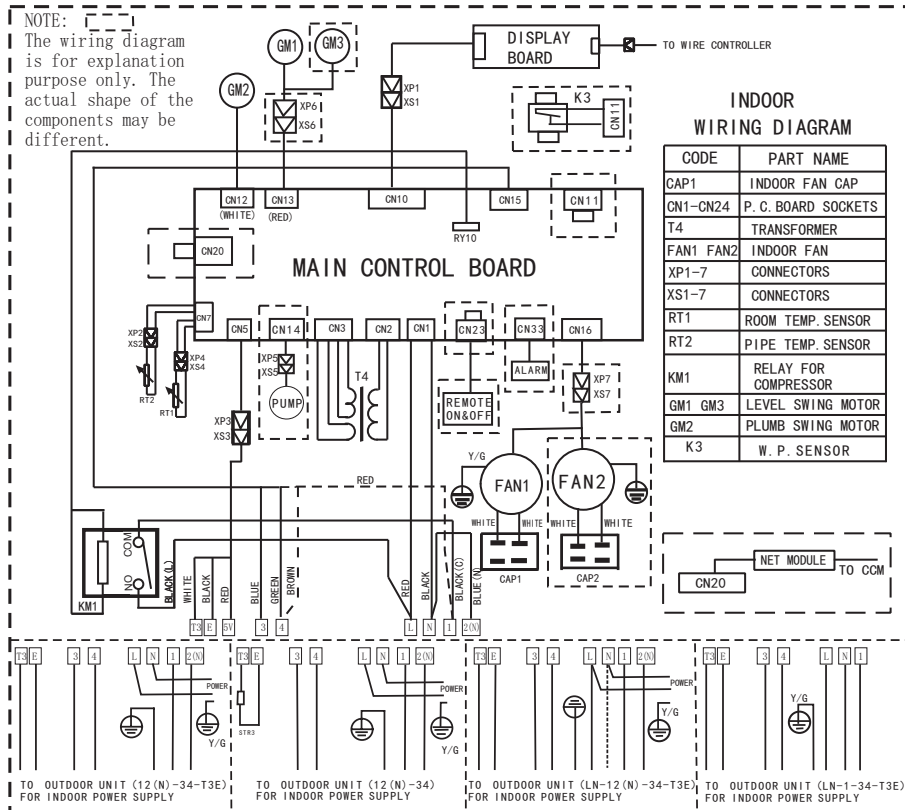 NOTE:
The wiring diagram
is for explanation
purpose only. The
actual shape of the
components may be
different.
GM1
GM3
GM2
XP6
XS6
XP1
XS1
DISPLAY
BOARD
TO WIRE CONTROLLER
K3
CN11
INDOOR
WIRING DIAGRAM
CODE PART NAME
CAP1 INDOOR FAN CAP
CN1-CN24 P.C.BOARD SOCKETS
T4 TRANSFORMER
FAN1 FAN2 INDOOR FAN
XP1-7 CONNECTORS
XS1-7 CONNECTORS
RT1 ROOM TEMP.SENSOR
RT2 PIPE TEMP.SENSOR
KM1 RELAY FOR
COMPRESSOR
GM1 GM3 LEVEL SWING MOTOR
GM2 PLUMB SWING MOTOR
K3 W.P.SENSOR
CN12 CN13 CN10 CN15 CN11
(WHITE) (RED)
RY10
CN20
MAIN CONTROL BOARD
CN7
CN5 CN14 CN3 CN2 CN1 CN23 CN33 CN16
XP2
XS2
XP4
XS4
RT2
RT1
XP5
XS5
PUMP
T4
REMOTE
ON&OFF
ALARM
XP7
XS7
XP3
XS3
Y/G
FAN1
FAN2
RED
WHITE WHITE WHITE WHITE
CAP1
CAP2
COM
NO
KM1
BLACK(L)
WHITE
BLACK
RED
BLUE
GREEN
BROWN
RED
BLACK
BLACK(C)
BLUE(N)
NET MODULE
TO CCM
CN20
T3 E 5V 3 4 L N 1 2(N)
T3 E 3 4 L N 1 2(N)
POWER
Y/G
TO OUTDOOR UNIT (12(N)-34-T3E)
FOR INDOOR POWER SUPPLY
T3 E 3 4 L N 1 2(N)
STR3
POWER
Y/G
TO OUTDOOR UNIT (12(N)-34)
FOR INDOOR POWER SUPPLY
T3 E 3 4 L N 1 2(N)
POWER
Y/G
TO OUTDOOR UNIT (LN-12(N)-34-T3E)
FOR INDOOR POWER SUPPLY
T3 E 3 4 L N 1
Y/G
TO OUTDOOR UNIT (LN-1-34-T3E)
FOR INDOOR POWER SUPPLY